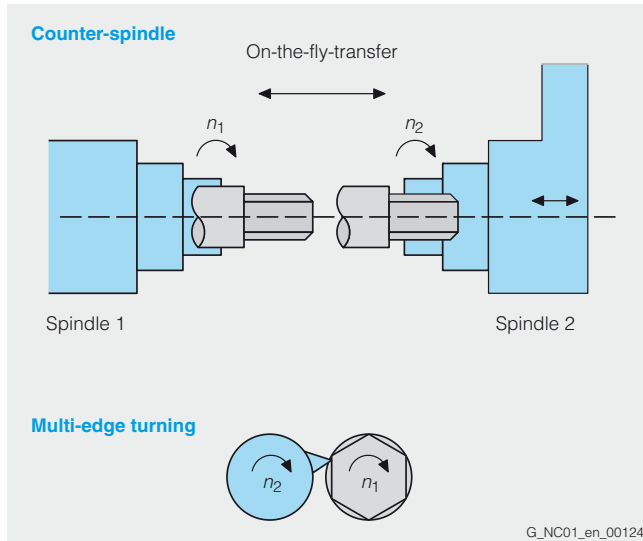 Counter-spindle
On-the-fly-transfer
n1
n2
Spindle 1
Spindle 2
Multi-edge turning
n2
n1
G_NC01_en_00124